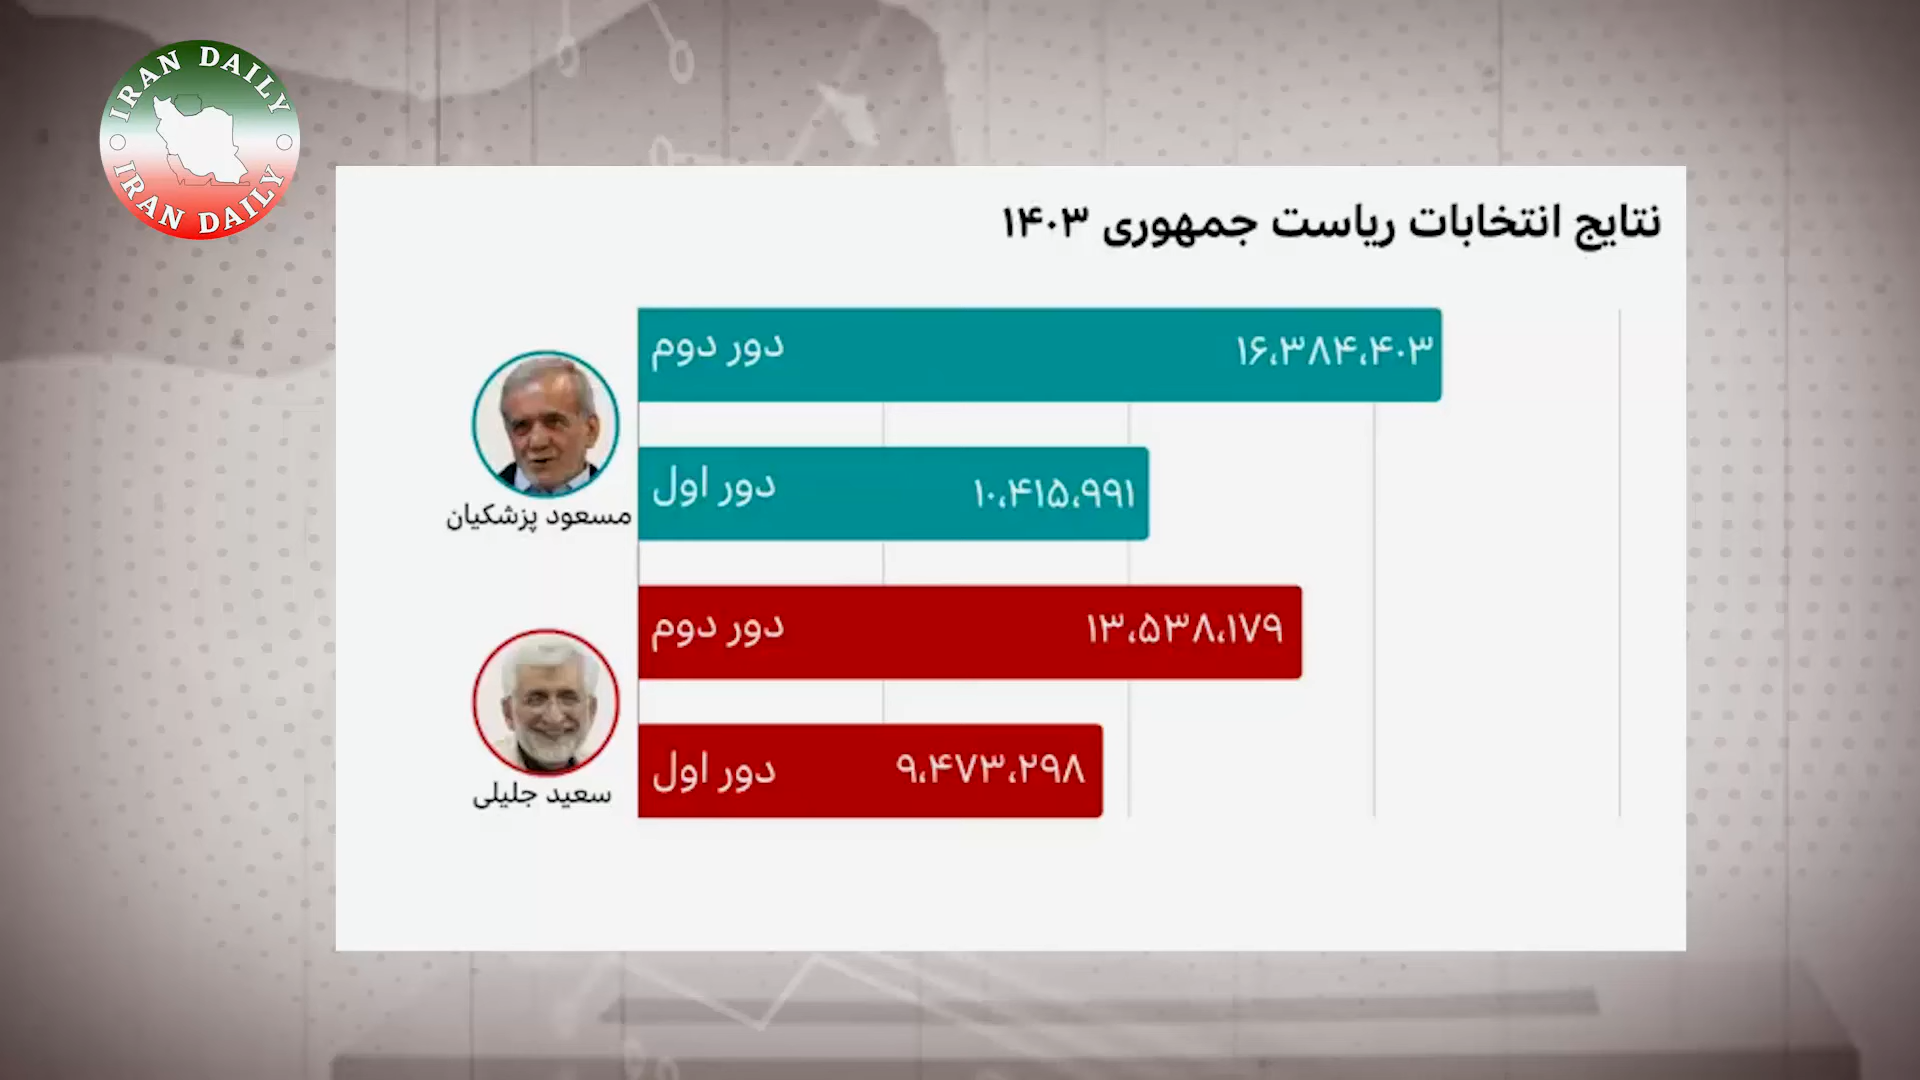 IRAN DAILY
IRAN DAILY
نتایج انتخابات ریاست جمهوری ۱۴۰۳
دور دوم ۱۶،۳۸۴،۴۰۳
دور اول ۱۰،۴۱۵،۹۹۱
مسعود پزشکیان
دور دوم ۱۳،۵۳۸،۱۷۹
دور اول ۹،۴۷۳،۲۹۸
سعید جلیلی